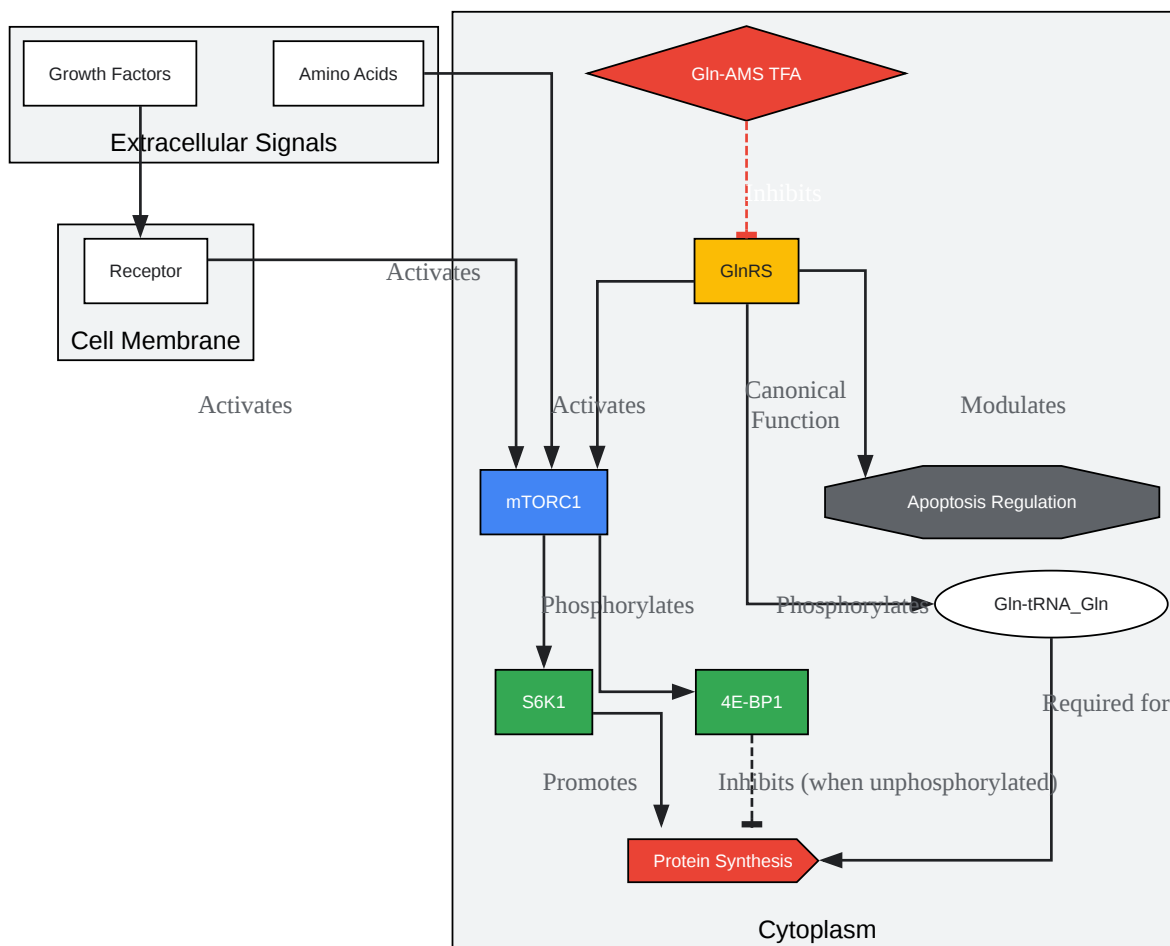 Growth Factors
Amino Acids
Extracellular Signals
Gln-AMS TFA
Inhibits
Receptor
Cell Membrane
Activates
GlnRS
Activates
Activates
Canonical
Function
Modulates
mTORC1
Apoptosis Regulation
Phosphorylates
Phosphorylates
Gln-tRNA_Gln
S6K1
4E-BP1
Required for
Promotes
Inhibits (when unphosphorylated)
Protein Synthesis
Cytoplasm